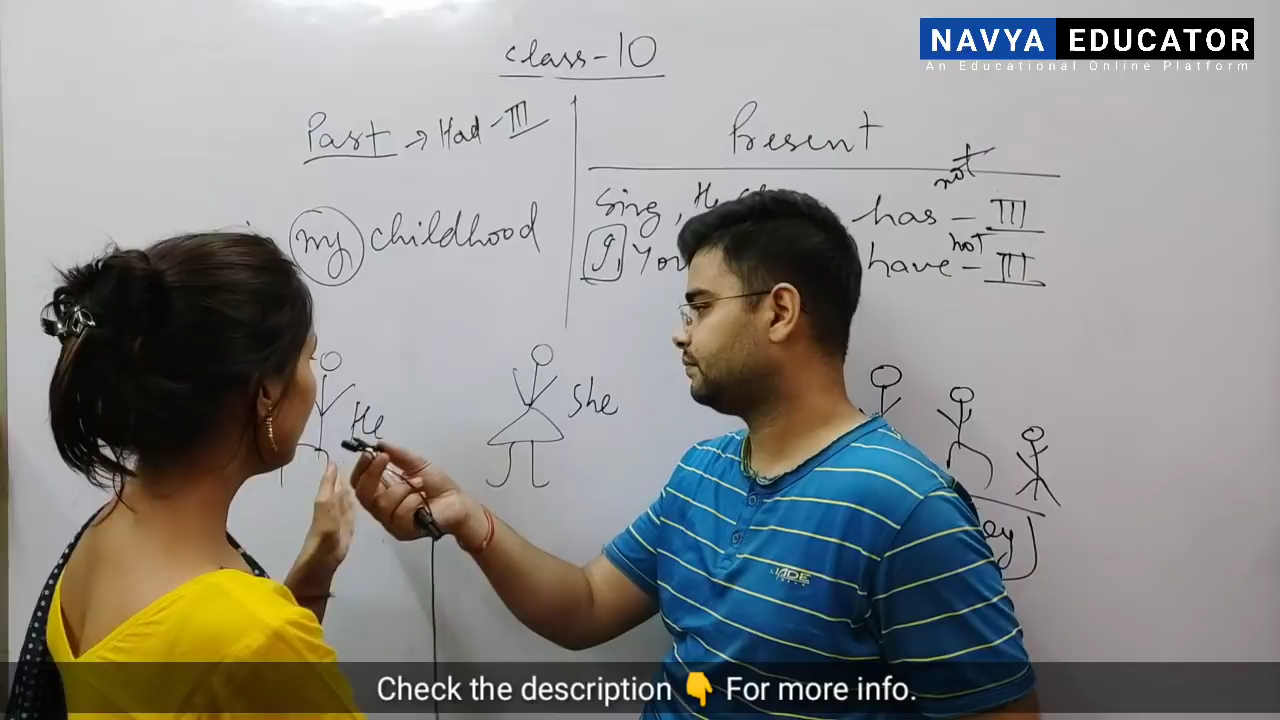 NAVYA EDUCATOR
An Educational Online Platform
class-10
Past → Had - III
Present
my childhood
Sing, He has - not III
I, You have - not III
He
She
Check the description 👇 For more info.